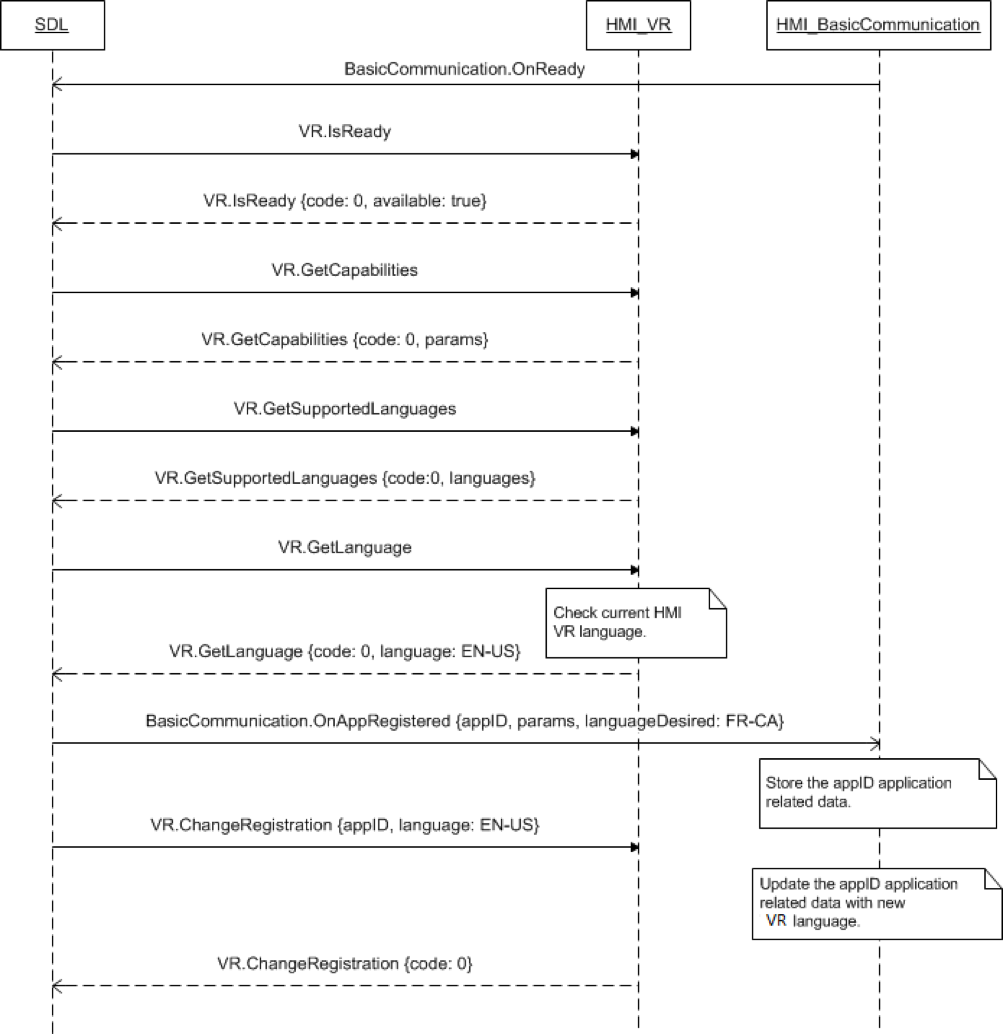 SDL
HMI_VR
HMI_BasicCommunication
BasicCommunication.OnReady
VR.IsReady
VR.IsReady {code: 0, available: true}
VR.GetCapabilities
VR.GetCapabilities {code: 0, params}
VR.GetSupportedLanguages
VR.GetSupportedLanguages {code:0, languages}
VR.GetLanguage
Check current HMI
VR language.
VR.GetLanguage {code: 0, language: EN-US}
BasicCommunication.OnAppRegistered {appID, params, languageDesired: FR-CA}
Store the appID application
related data.
VR.ChangeRegistration {appID, language: EN-US}
Update the appID application
related data with new
VR language.
VR.ChangeRegistration {code: 0}